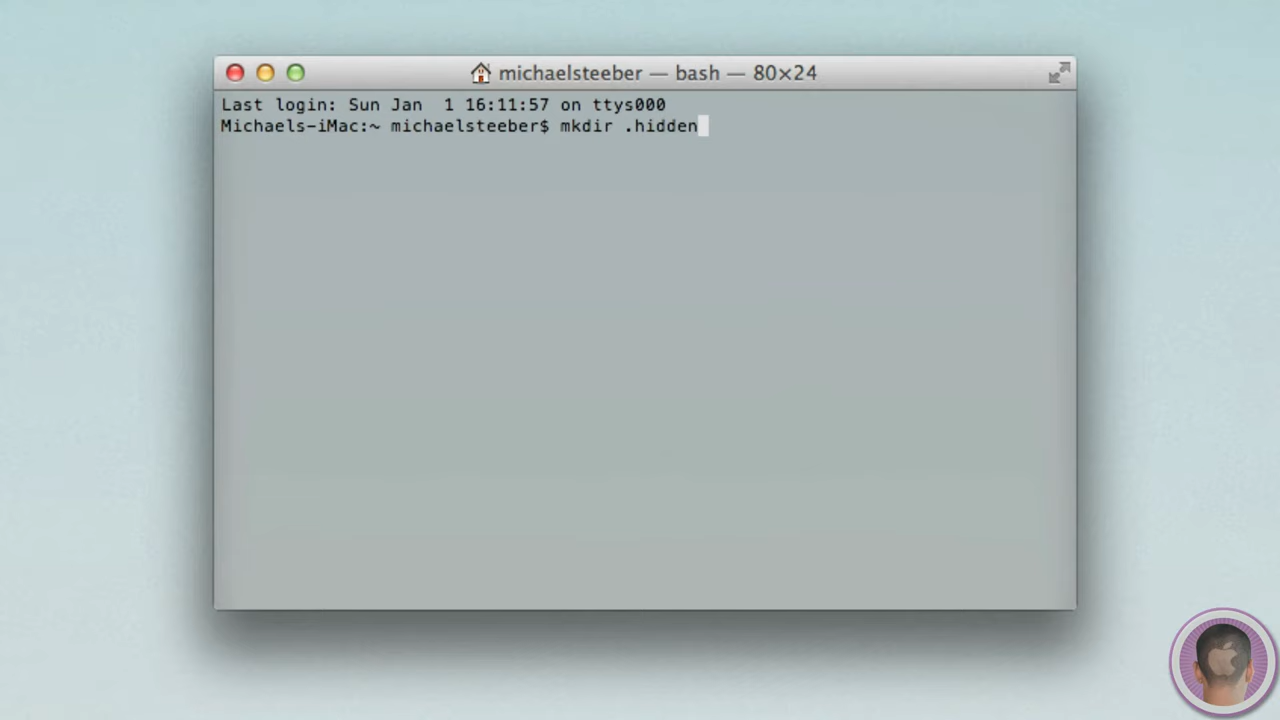 michaelsteeber — bash — 80×24
Last login: Sun Jan  1 16:11:57 on ttys000
Michaels-iMac:~ michaelsteeber$ mkdir .hidden